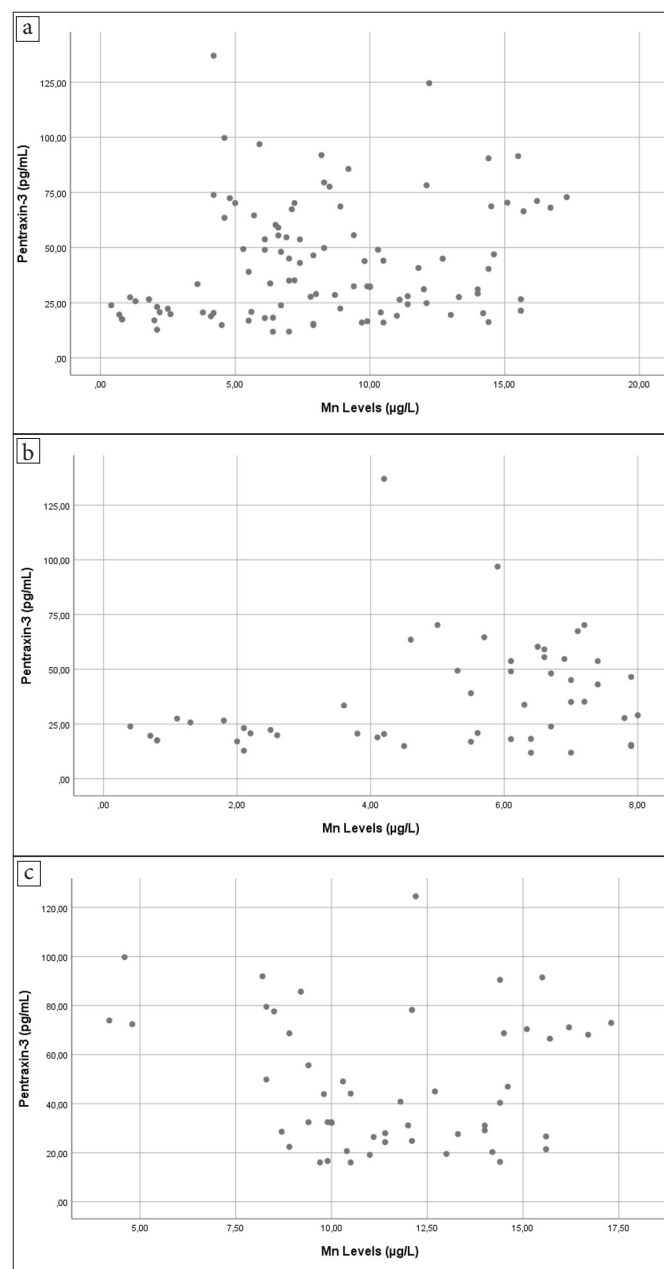 a
125,00
100,00
75,00
50,00
25,00
,00
Pentraxin-3 (pg/mL)
,00 5,00 10,00 15,00 20,00
Mn Levels (µg/L)
b
125,00
100,00
75,00
50,00
25,00
,00
Pentraxin-3 (pg/mL)
,00 2,00 4,00 6,00 8,00
Mn Levels (µg/L)
c
120,00
100,00
80,00
60,00
40,00
20,00
,00
Pentraxin-3 (pg/mL)
5,00 7,50 10,00 12,50 15,00 17,50
Mn Levels (µg/L)